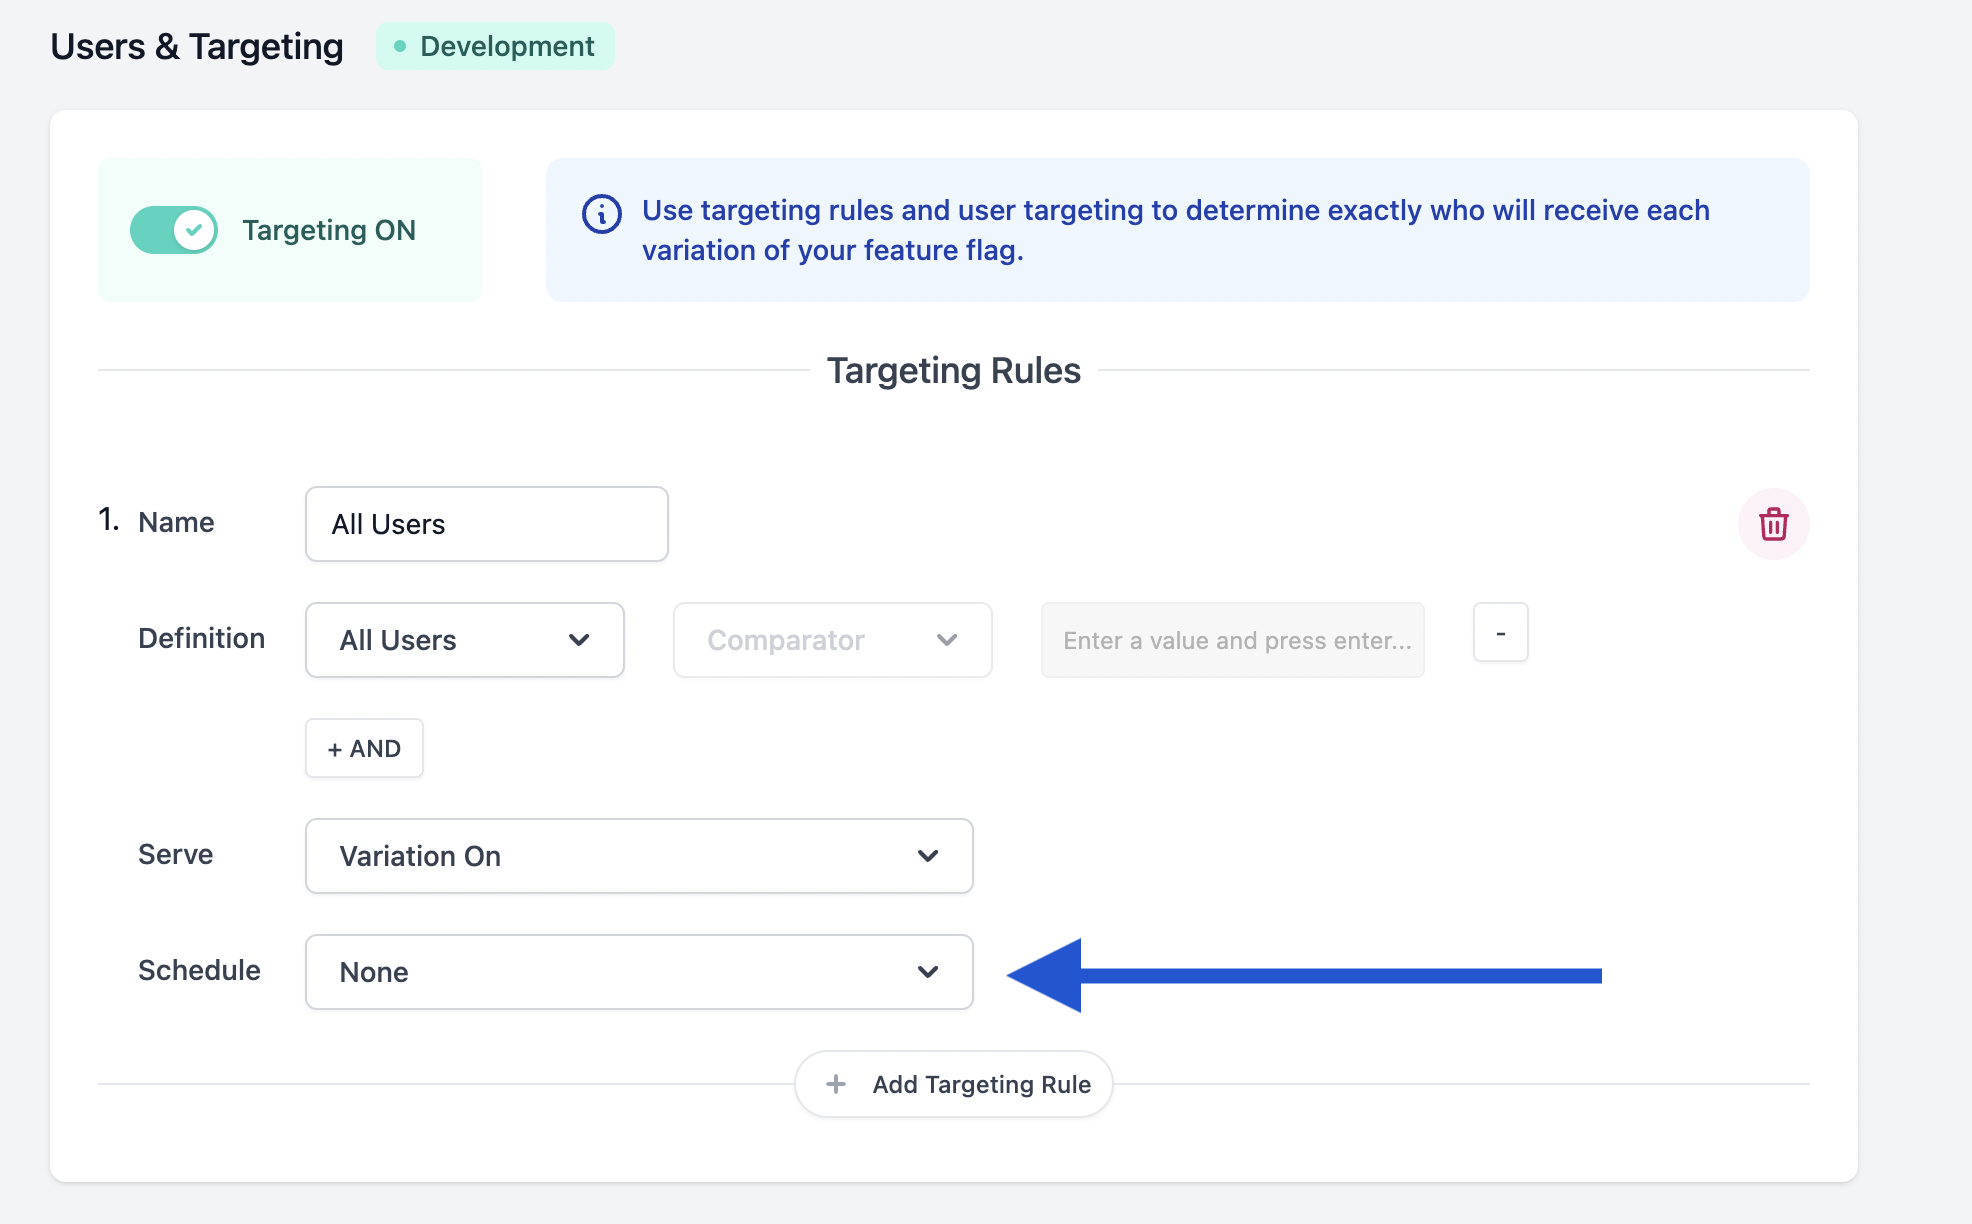 Users & Targeting
Development
Targeting ON
Use targeting rules and user targeting to determine exactly who will receive each
variation of your feature flag.
Targeting Rules
1. Name
All Users
Definition
All Users
Comparator
Enter a value and press enter...
-
+ AND
Serve
Variation On
Schedule
None
+ Add Targeting Rule